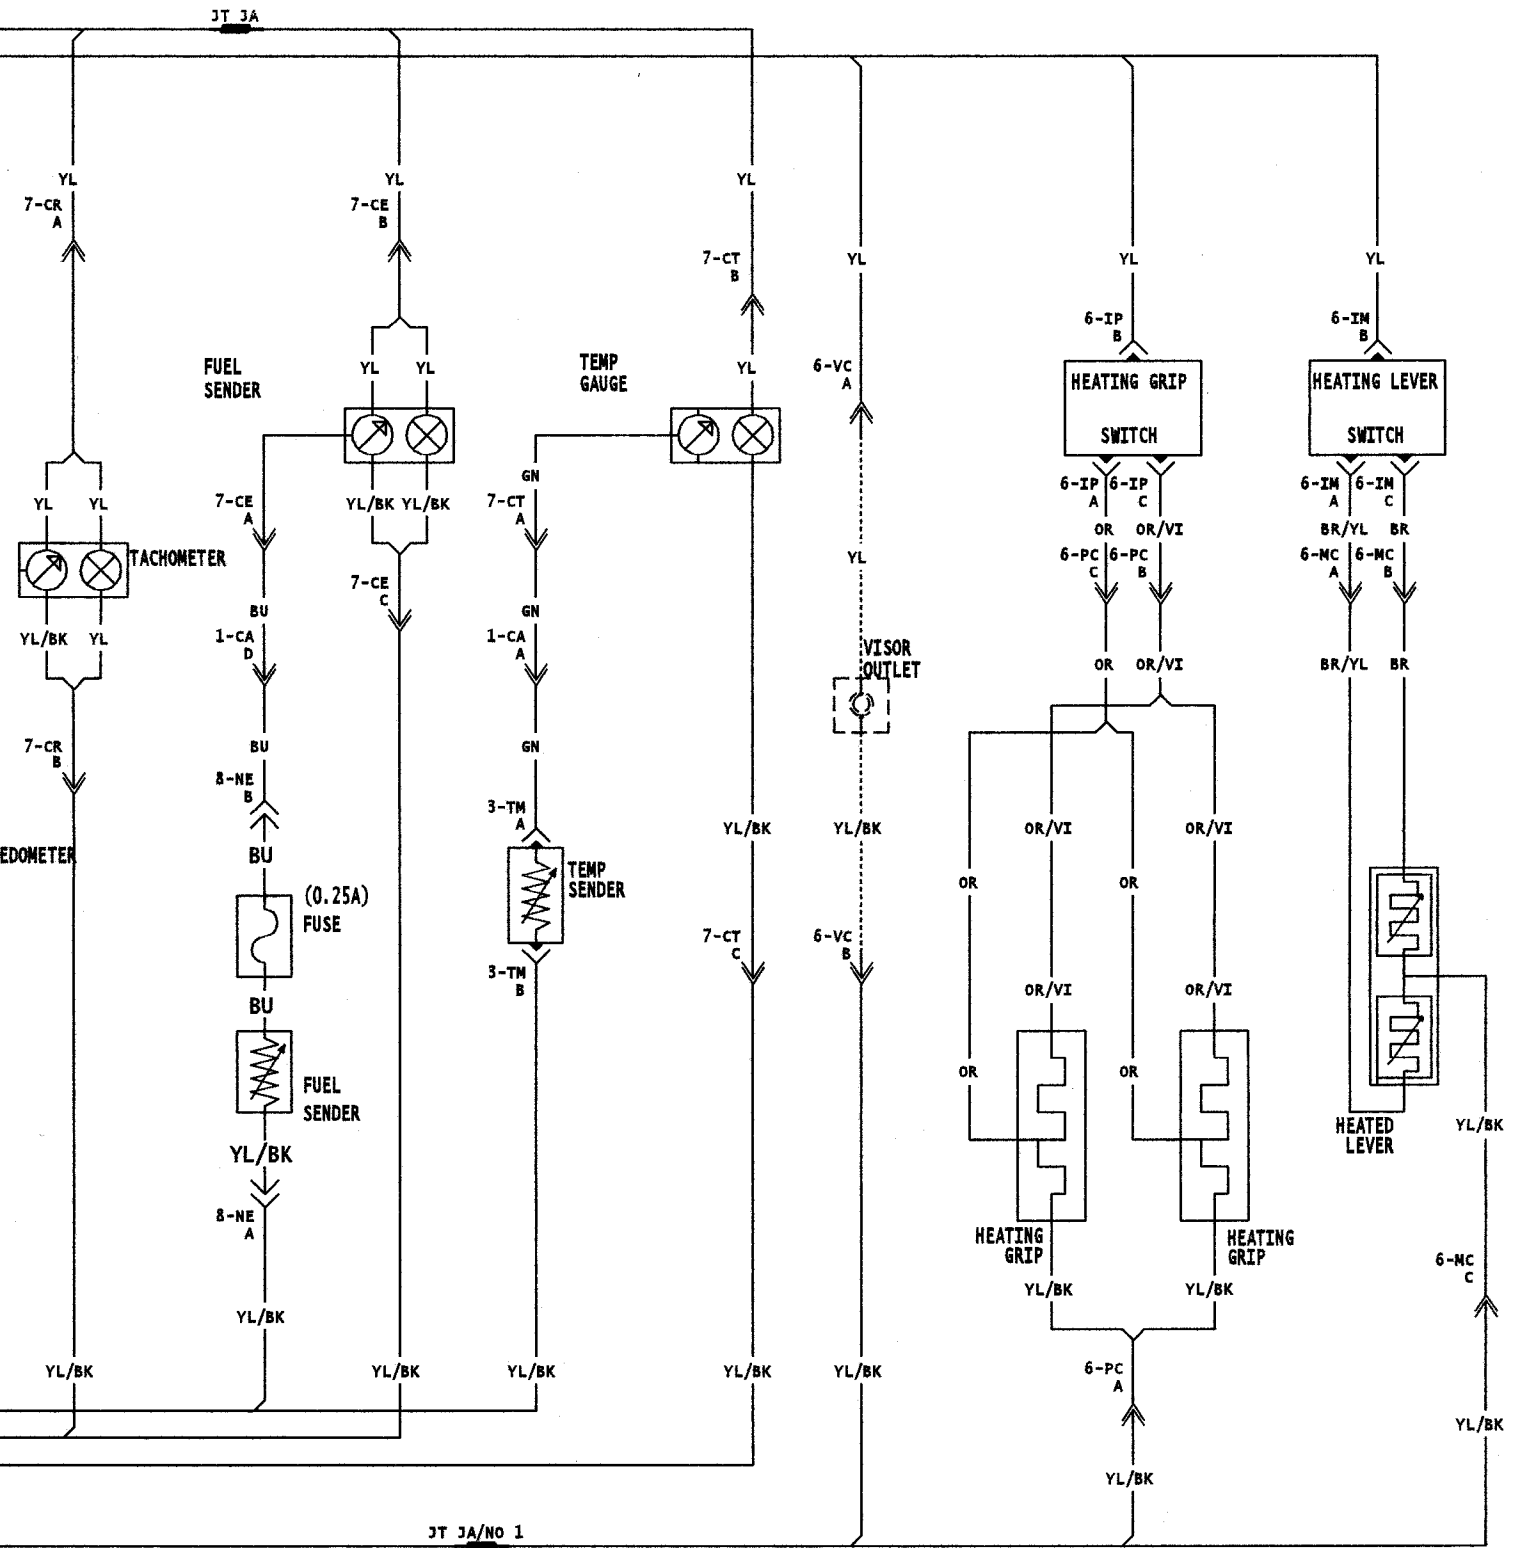 JT JA
YL
7-CR
A
YL
7-CE
B
YL
7-CT
B
YL
YL
6-IP
B
YL
6-IM
B
FUEL
SENDER
YL YL
TEMP
GAUGE
YL
6-VC
A
HEATING GRIP
SWITCH
HEATING LEVER
SWITCH
YL YL
7-CE
A
YL/BK YL/BK
GN
7-CT
A
6-IP 6-IP
A C
OR OR/VI
6-PC 6-PC
C B
6-IM 6-IM
A C
BR/YL BR
6-MC 6-MC
A B
TACHOMETER
7-CE
C
YL
YL/BK YL
BU
1-CA
D
GN
1-CA
A
VISOR
OUTLET
OR OR/VI
BR/YL BR
7-CR
B
BU
8-NE
B
GN
3-TM
A
YL/BK
YL/BK
OR/VI
OR/VI
EDOMETER
BU
(0.25A)
FUSE
TEMP
SENDER
OR
OR
7-CT
C
6-VC
B
3-TM
B
BU
OR/VI
OR/VI
FUEL
SENDER
OR
OR
YL/BK
8-NE
A
HEATED
LEVER
YL/BK
HEATING
GRIP
HEATING
GRIP
6-MC
C
YL/BK
YL/BK
YL/BK
YL/BK
YL/BK
YL/BK
YL/BK
YL/BK
6-PC
A
YL/BK
YL/BK
JT JA/NO 1